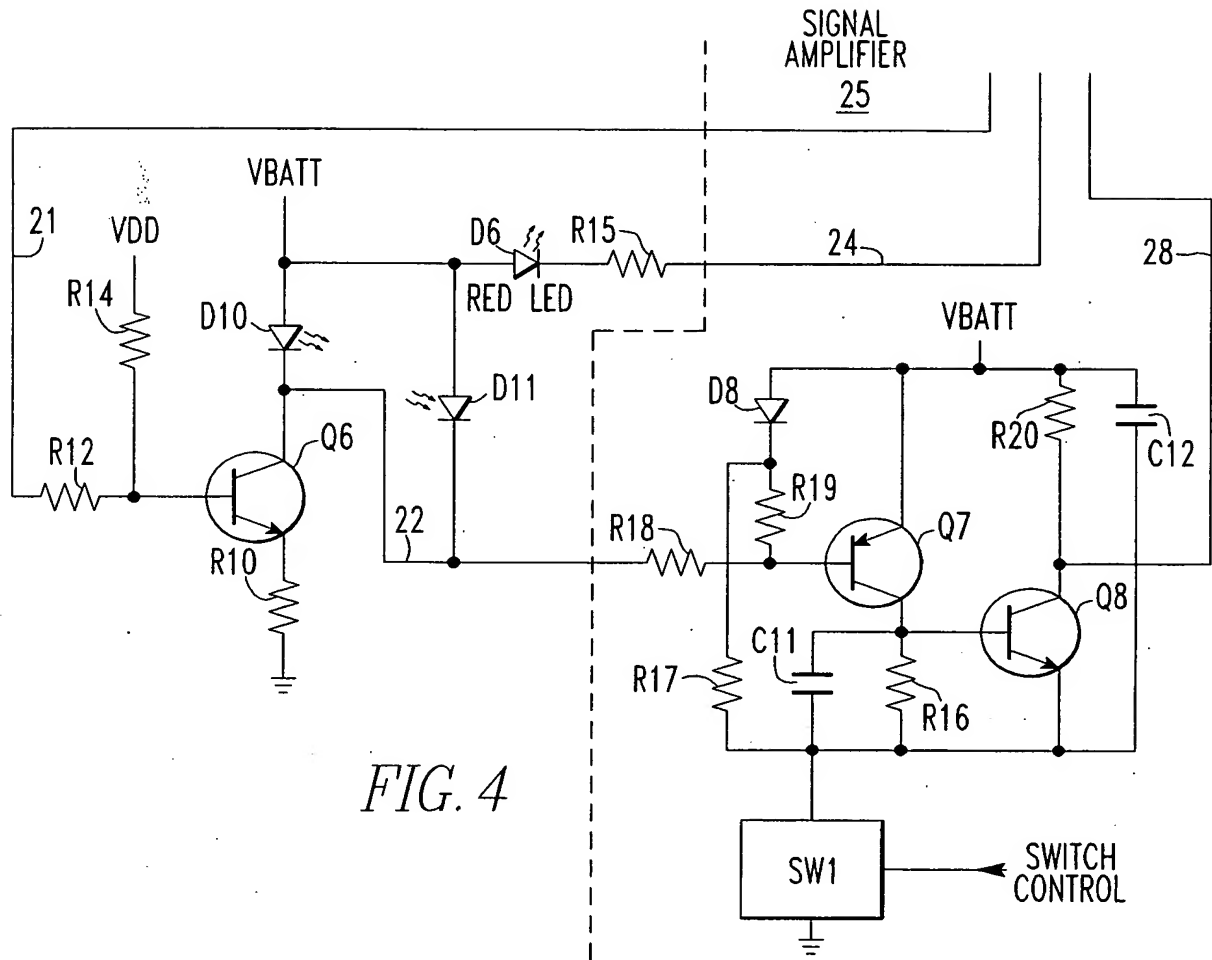 SIGNAL
AMPLIFIER
25
VBATT
21
VDD
D6
R15
24
28
R14
D10
RED LED
VBATT
D11
D8
R20
C12
R12
Q6
R19
Q7
22
R18
R10
Q8
C11
R17
R16
FIG. 4
SW1
SWITCH
CONTROL